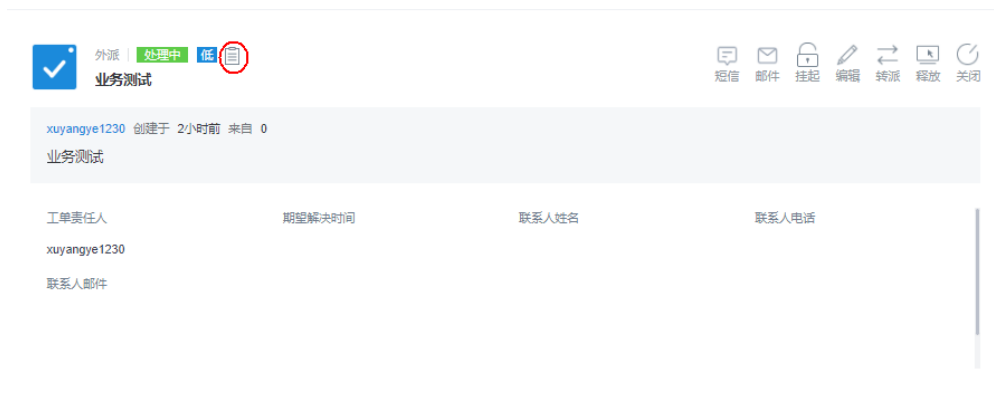 外派 处理中 低
业务测试
短信 邮件 挂起 编辑 转派 释放 关闭
xuyangye1230 创建于 2小时前 来自 0
业务测试
工单责任人 期望解决时间 联系人姓名 联系人电话
xuyangye1230
联系人邮件